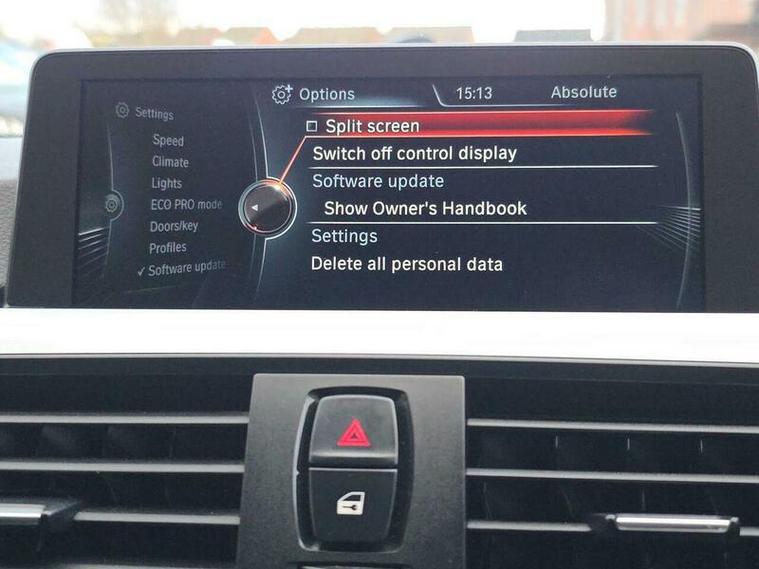 Options 15:13 Absolute
Settings
Speed
Climate
Lights
ECO PRO mode
Doors/key
Profiles
✓ Software update
Split screen
Switch off control display
Software update
Show Owner's Handbook
Settings
Delete all personal data